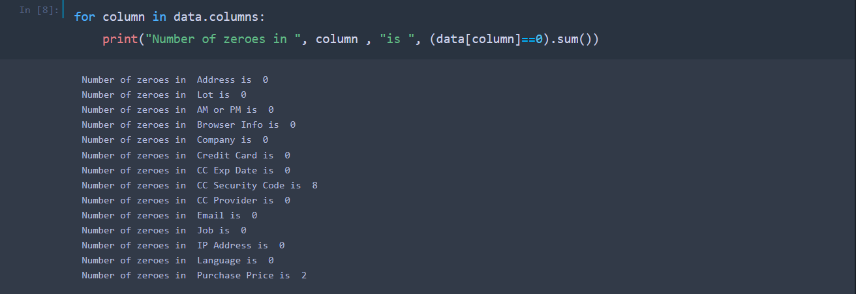 In [8]:
for column in data.columns:
print("Number of zeroes in ", column , "is ", (data[column]==0).sum())
Number of zeroes in  Address is  0
Number of zeroes in  Lot is  0
Number of zeroes in  AM or PM is  0
Number of zeroes in  Browser Info is  0
Number of zeroes in  Company is  0
Number of zeroes in  Credit Card is  0
Number of zeroes in  CC Exp Date is  0
Number of zeroes in  CC Security Code is  8
Number of zeroes in  CC Provider is  0
Number of zeroes in  Email is  0
Number of zeroes in  Job is  0
Number of zeroes in  IP Address is  0
Number of zeroes in  Language is  0
Number of zeroes in  Purchase Price is  2